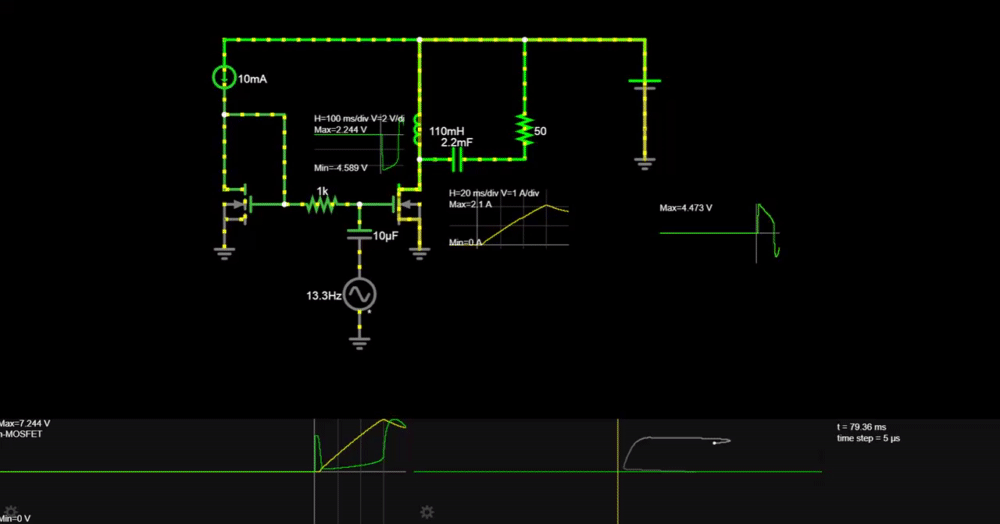 10mA
H=100 ms/div V=2 V/di
Max=2.244 V
Min=-4.589 V
110mH
2.2mF
50
1k
H=20 ms/div V=1 A/div
Max=2.1 A
Min=0 A
Max=4.473 V
10μF
13.3Hz
Max=7.244 V
n-MOSFET
Min=0 V
t = 79.36 ms
time step = 5 μs